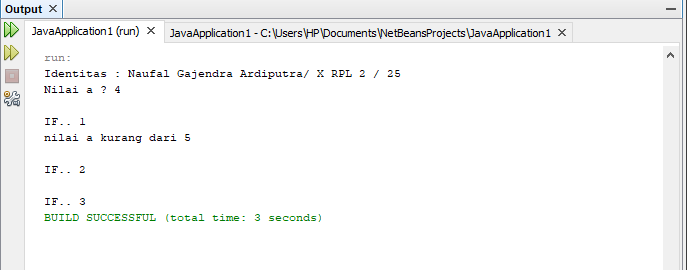 Output
JavaApplication1 (run)
JavaApplication1 - C:\Users\HP\Documents\NetBeansProjects\JavaApplication1
run:
Identitas : Naufal Gajendra Ardiputra/ X RPL 2 / 25
Nilai a ? 4
IF.. 1
nilai a kurang dari 5
IF.. 2
IF.. 3
BUILD SUCCESSFUL (total time: 3 seconds)